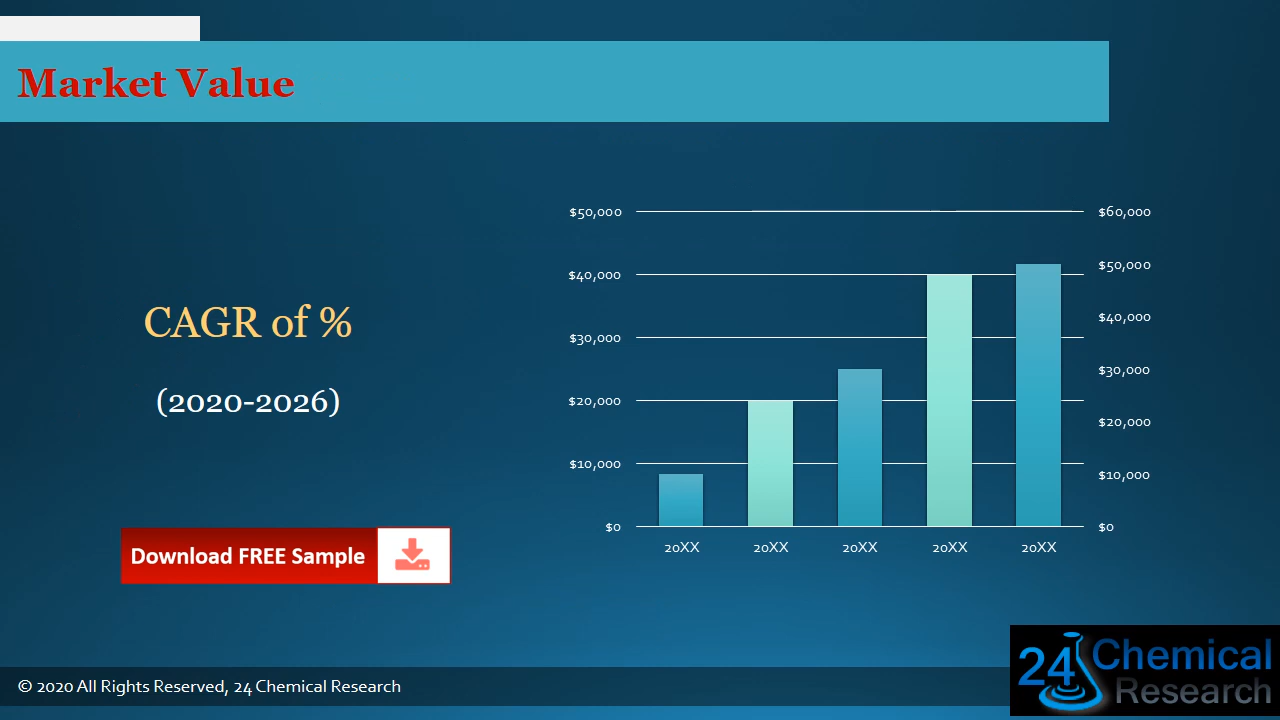 Market Value
CAGR of %
(2020-2026)
Download FREE Sample
$50,000
$40,000
$30,000
$20,000
$10,000
$0
$60,000
$50,000
$40,000
$30,000
$20,000
$10,000
$0
20XX 20XX 20XX 20XX 20XX
© 2020 All Rights Reserved, 24 Chemical Research
24 Chemical
Research